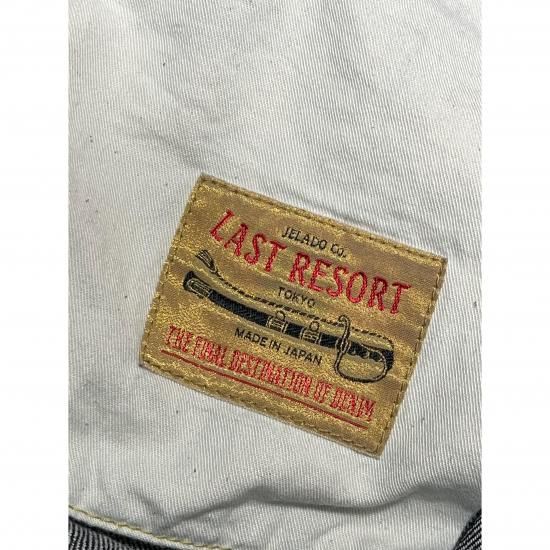 JELADO CO.
LAST RESORT
TOKYO
MADE IN JAPAN
THE FINAL DESTINATION OF DENIM